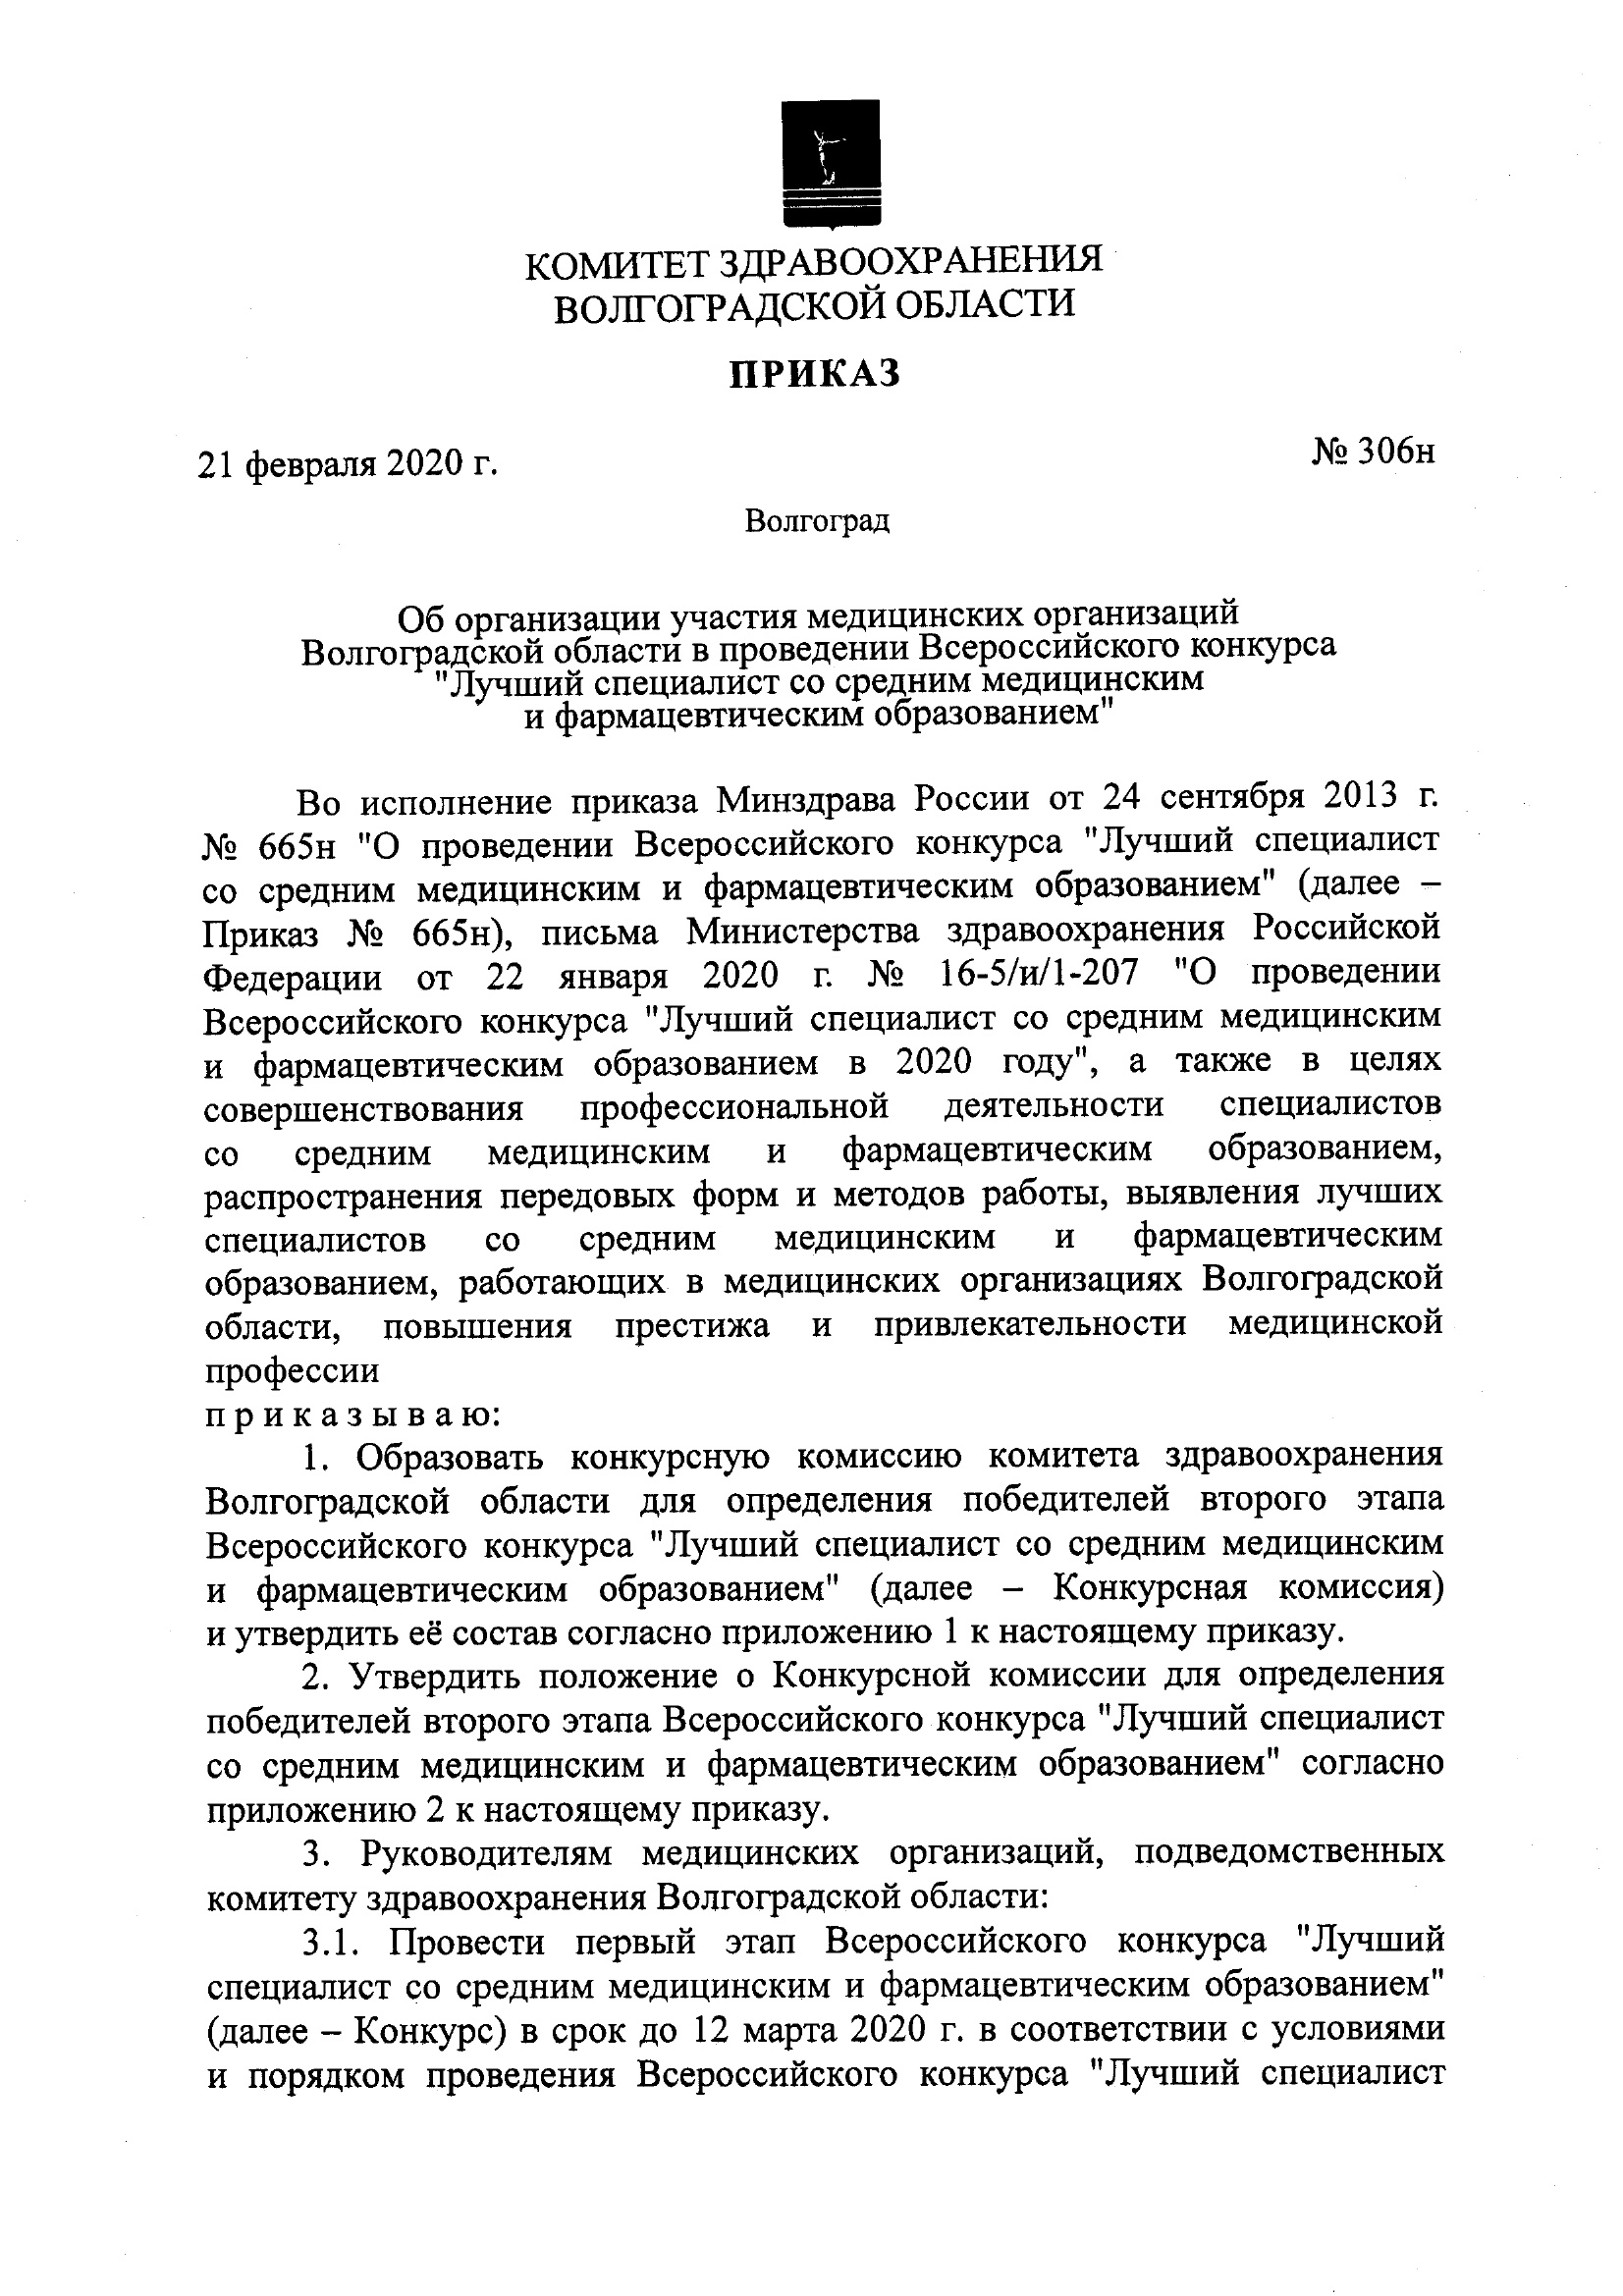 КОМИТЕТ ЗДРАВООХРАНЕНИЯ
ВОЛГОГРАДСКОЙ ОБЛАСТИ
ПРИКАЗ
21 февраля 2020 г.
№ 306н
Волгоград
Об организации участия медицинских организаций
Волгоградской области в проведении Всероссийского конкурса
"Лучший специалист со средним медицинским
и фармацевтическим образованием"
Во исполнение приказа Минздрава России от 24 сентября 2013 г.
№ 665н "О проведении Всероссийского конкурса "Лучший специалист
со средним медицинским и фармацевтическим образованием" (далее –
Приказ № 665н), письма Министерства здравоохранения Российской
Федерации от 22 января 2020 г. № 16-5/и/1-207 "О проведении
Всероссийского конкурса "Лучший специалист со средним медицинским
и фармацевтическим образованием в 2020 году", а также в целях
совершенствования профессиональной деятельности специалистов
со средним медицинским и фармацевтическим образованием,
распространения передовых форм и методов работы, выявления лучших
специалистов со средним медицинским и фармацевтическим
образованием, работающих в медицинских организациях Волгоградской
области, повышения престижа и привлекательности медицинской
профессии
п р и к а з ы в а ю:
1. Образовать конкурсную комиссию комитета здравоохранения
Волгоградской области для определения победителей второго этапа
Всероссийского конкурса "Лучший специалист со средним медицинским
и фармацевтическим образованием" (далее – Конкурсная комиссия)
и утвердить её состав согласно приложению 1 к настоящему приказу.
2. Утвердить положение о Конкурсной комиссии для определения
победителей второго этапа Всероссийского конкурса "Лучший специалист
со средним медицинским и фармацевтическим образованием" согласно
приложению 2 к настоящему приказу.
3. Руководителям медицинских организаций, подведомственных
комитету здравоохранения Волгоградской области:
3.1. Провести первый этап Всероссийского конкурса "Лучший
специалист со средним медицинским и фармацевтическим образованием"
(далее – Конкурс) в срок до 12 марта 2020 г. в соответствии с условиями
и порядком проведения Всероссийского конкурса "Лучший специалист